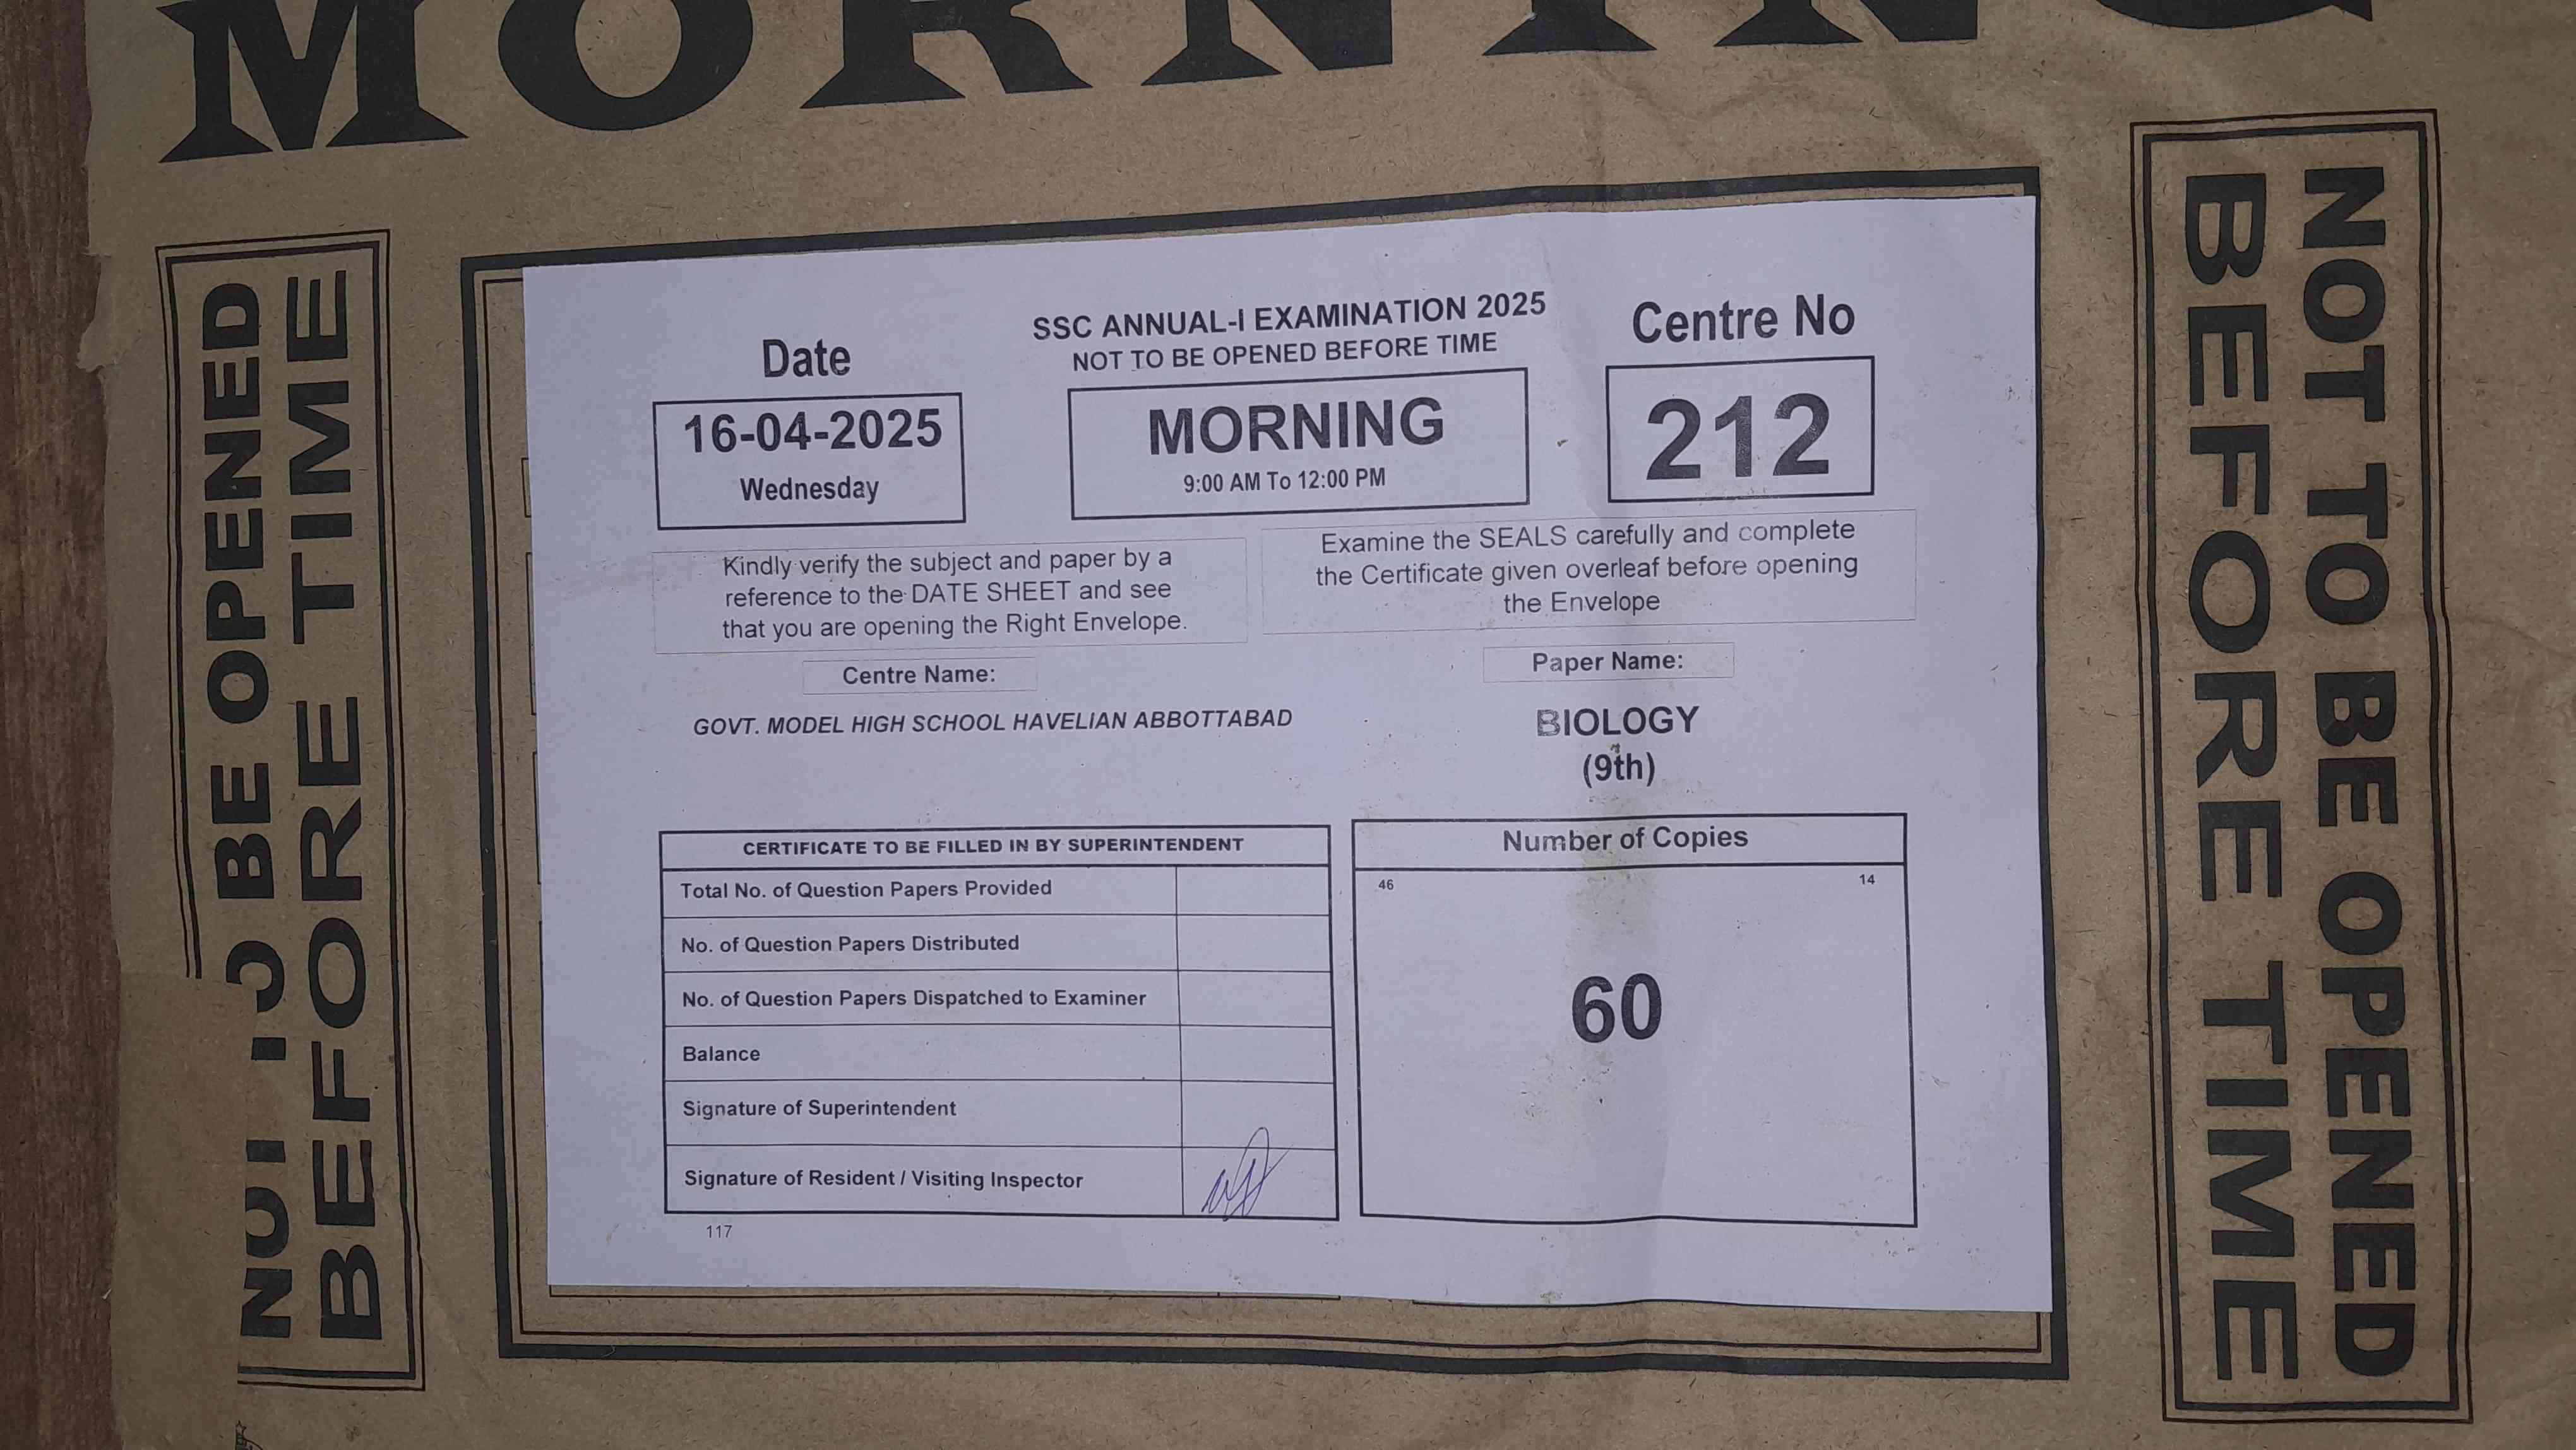 MORNING
NOT TO BE OPENED
BEFORE TIME
SSC ANNUAL-I EXAMINATION 2025
NOT TO BE OPENED BEFORE TIME
Date
16-04-2025
Wednesday
MORNING
9:00 AM To 12:00 PM
Centre No
212
Kindly verify the subject and paper by a
reference to the DATE SHEET and see
that you are opening the Right Envelope.
Examine the SEALS carefully and complete
the Certificate given overleaf before opening
the Envelope
Centre Name:
GOVT. MODEL HIGH SCHOOL HAVELIAN ABBOTTABAD
Paper Name:
BIOLOGY
(9th)
CERTIFICATE TO BE FILLED IN BY SUPERINTENDENT
Total No. of Question Papers Provided
No. of Question Papers Distributed
No. of Question Papers Dispatched to Examiner
Balance
Signature of Superintendent
Signature of Resident / Visiting Inspector
117
Number of Copies
46 14
60
NOT TO BE OPENED
BEFORE TIME